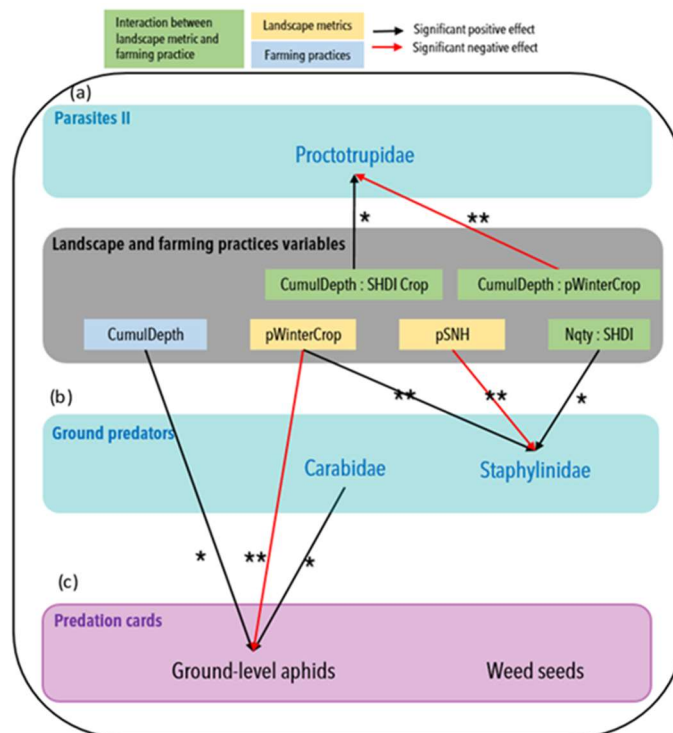 Interaction between
landscape metric and
farming practice
Landscape metrics
Farming practices
Significant positive effect
Significant negative effect
(a)
Parasites II
Proctotrupidae
*
**
Landscape and farming practices variables
CumulDepth : SHDI Crop
CumulDepth : pWinterCrop
CumulDepth
pWinterCrop
pSNH
Nqty : SHDI
(b)
**
**
*
Ground predators
Carabidae
Staphylinidae
*
**
*
(c)
Predation cards
Ground-level aphids
Weed seeds